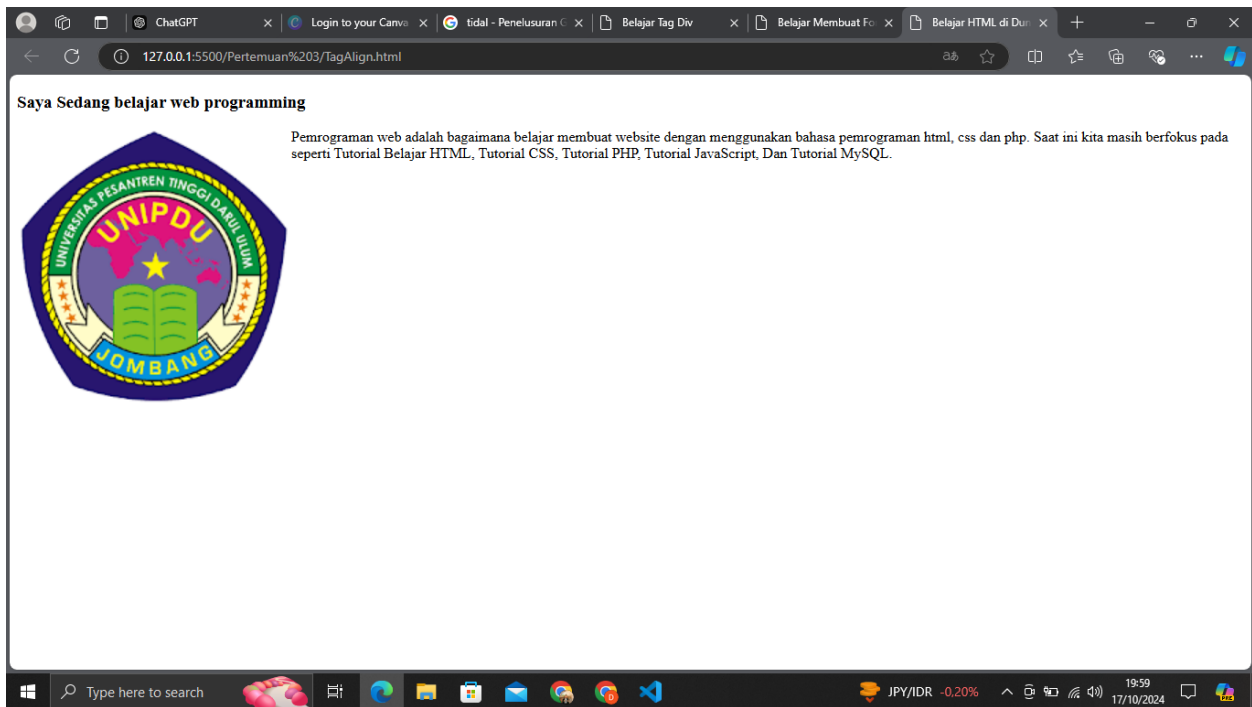 ChatGPT
Login to your Canva
tidal - Penelusuran G
Belajar Tag Div
Belajar Membuat Fo
Belajar HTML di Dun
127.0.0.1:5500/Pertemuan%203/TagAlign.html
Saya Sedang belajar web programming
Pemrograman web adalah bagaimana belajar membuat website dengan menggunakan bahasa pemrograman html, css dan php. Saat ini kita masih berfokus pada
seperti Tutorial Belajar HTML, Tutorial CSS, Tutorial PHP, Tutorial JavaScript, Dan Tutorial MySQL.
UNIVERSITAS PESANTREN TINGGI DARUL ULUM
UNIPDU
JOMBANG
Type here to search
JPY/IDR -0,20%
19:59
17/10/2024
PRE